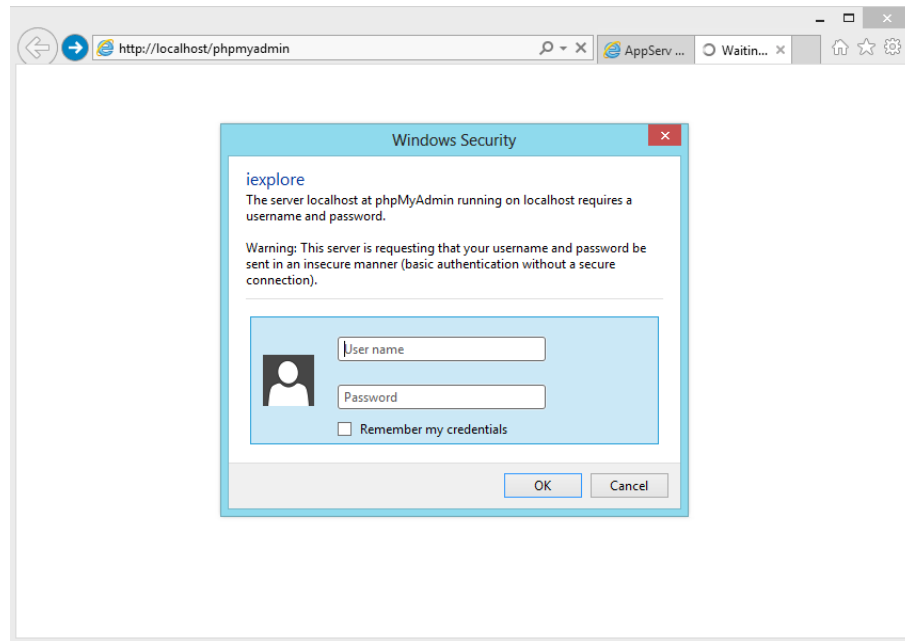 http://localhost/phpmyadmin
AppServ ...
Waitin...
Windows Security
iexplore
The server localhost at phpMyAdmin running on localhost requires a
username and password.
Warning: This server is requesting that your username and password be
sent in an insecure manner (basic authentication without a secure
connection).
User name
Password
Remember my credentials
OK
Cancel